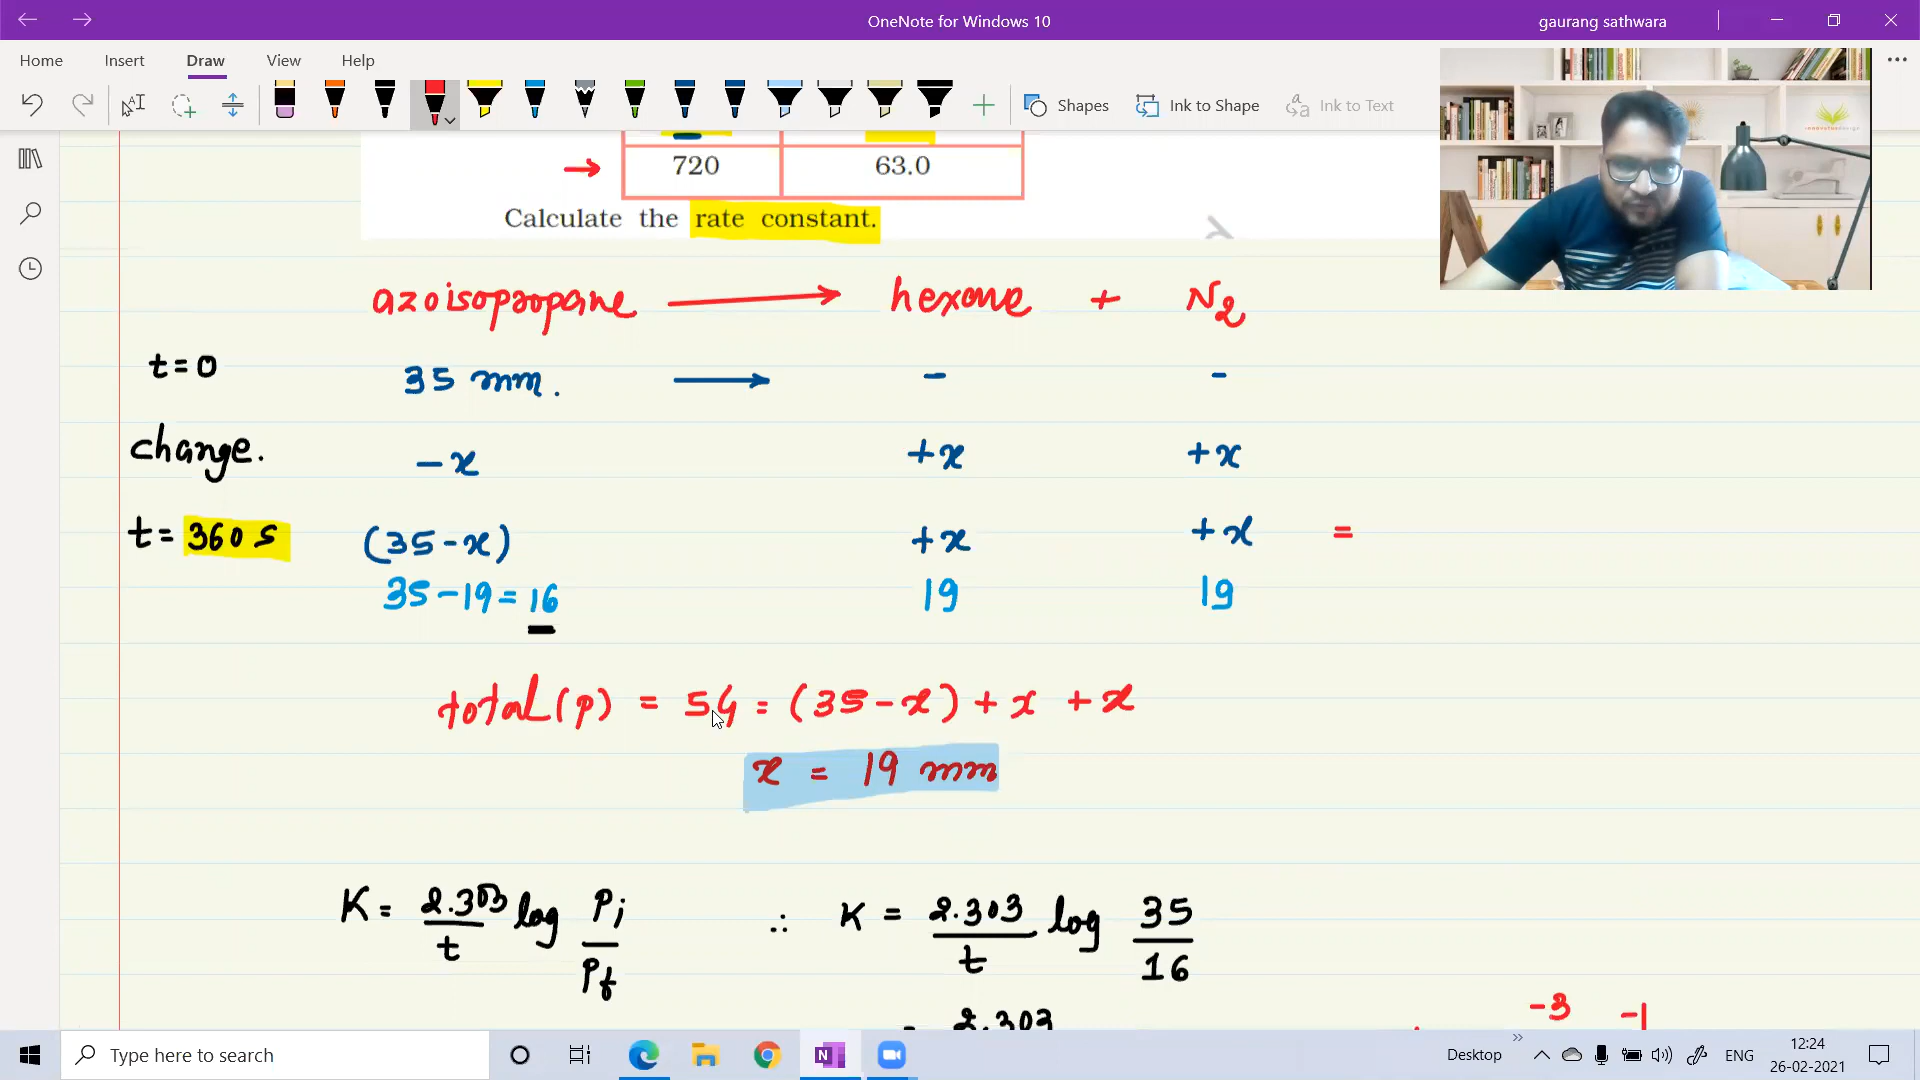 OneNote for Windows 10
gaurang sathwara
Home Insert Draw View Help
Shapes Ink to Shape Ink to Text
→ 720 63.0
Calculate the rate constant.
azoisopropane ⟶ hexane + N2
t=0 35 mm. ⟶ - -
change. -x +x +x
t= 360 s (35-x) +x +x =
35-19=16 19 19
total(p) = 54 = (35-x) + x + x
x = 19 mm
K = 2.303/t log Pi/Pf ∴ K = 2.303/t log 35/16
= 2.303
-3 -1
Type here to search
Desktop
ENG
12:24
26-02-2021